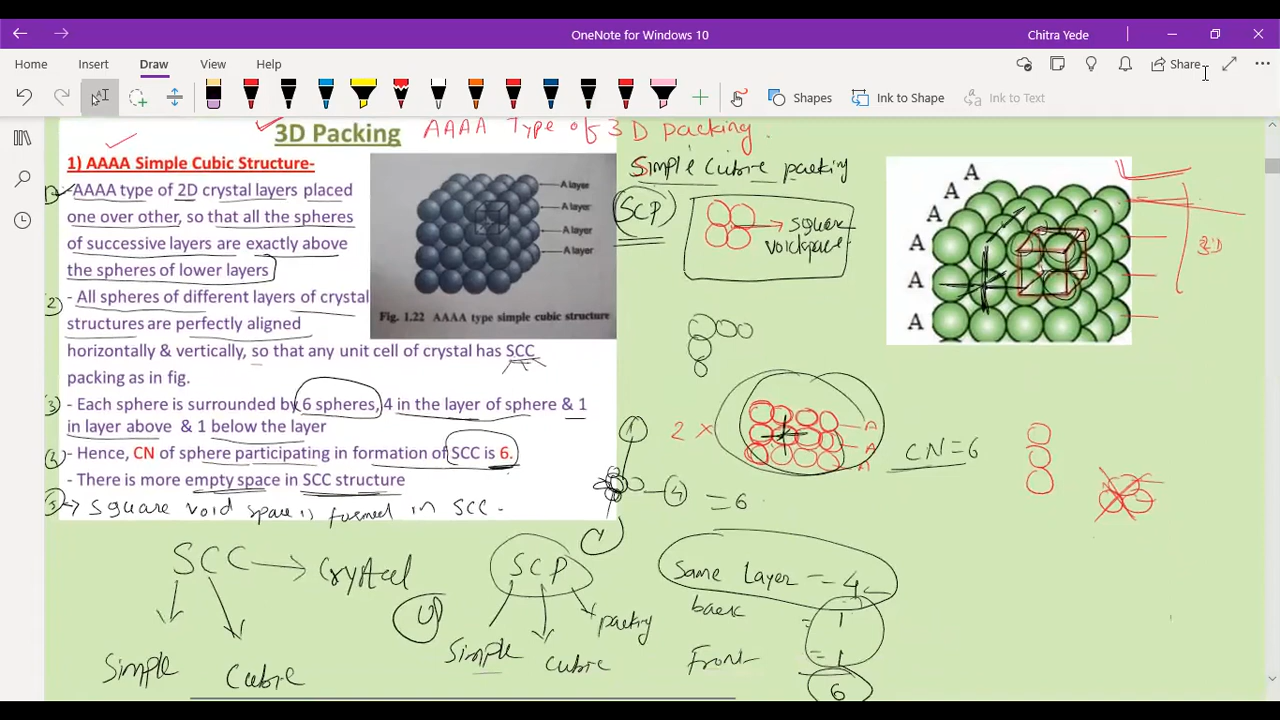 OneNote for Windows 10
Chitra Yede
Home
Insert
Draw
View
Help
Share
Shapes
Ink to Shape
Ink to Text
3D Packing
AAAA Type of 3D packing.
1) AAAA Simple Cubic Structure-
1) AAAA type of 2D crystal layers placed
one over other, so that all the spheres
of successive layers are exactly above
the spheres of lower layers
2) - All spheres of different layers of crystal
structures are perfectly aligned
horizontally & vertically, so that any unit cell of crystal has SCC
packing as in fig.
3) - Each sphere is surrounded by 6 spheres, 4 in the layer of sphere & 1
in layer above & 1 below the layer
4) - Hence, CN of sphere participating in formation of SCC is 6.
- There is more empty space in SCC structure
5) → Square void space is formed in SCC.
A layer
A layer
A layer
A layer
Fig. 1.22 AAAA type simple cubic structure
Simple Cubic packing
SCP
square
void space
A
A
A
A
A
3D
2 ×
A
A
A
CN = 6
1
4
= 6
SCC → Crystal
Simple
Cubic
SCP
Simple
Cubic
packing
Same Layer = 4
back = 1
Front = 1
6